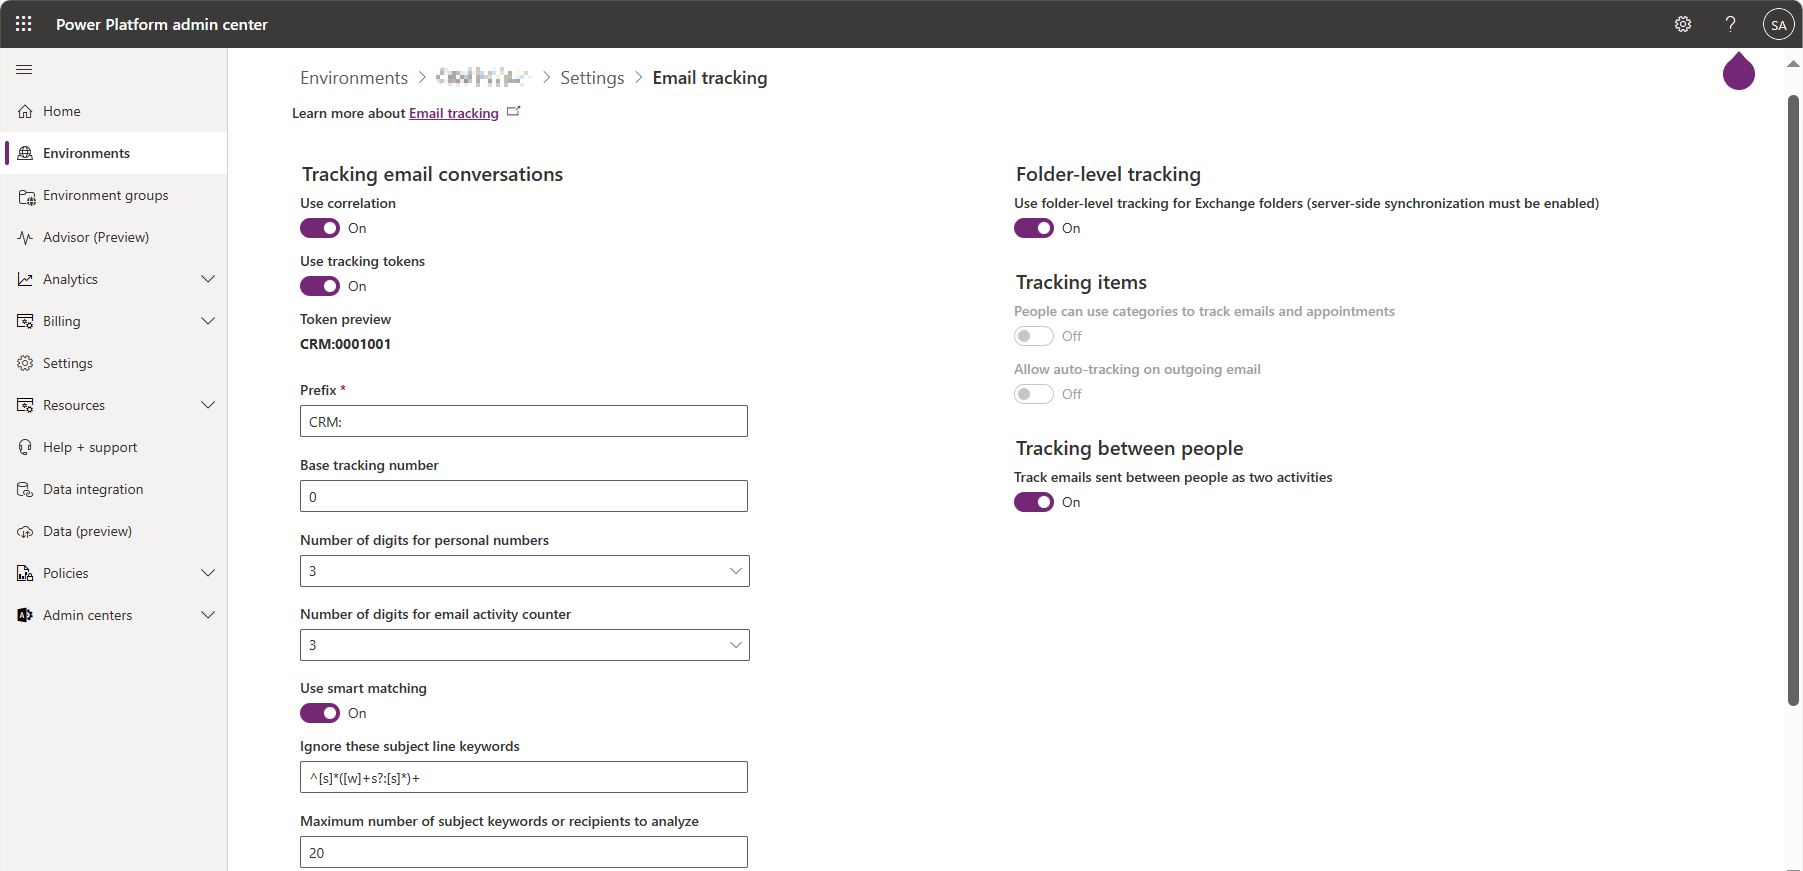 Power Platform admin center
?
SA
Home
Environments
Environment groups
Advisor (Preview)
Analytics
Billing
Settings
Resources
Help + support
Data integration
Data (preview)
Policies
Admin centers
Environments > > Settings > Email tracking
Learn more about Email tracking
Tracking email conversations
Use correlation
On
Use tracking tokens
On
Token preview
CRM:0001001
Prefix *
CRM:
Base tracking number
0
Number of digits for personal numbers
3
Number of digits for email activity counter
3
Use smart matching
On
Ignore these subject line keywords
^[s]*([w]+s?:[s]*)+
Maximum number of subject keywords or recipients to analyze
20
Folder-level tracking
Use folder-level tracking for Exchange folders (server-side synchronization must be enabled)
On
Tracking items
People can use categories to track emails and appointments
Off
Allow auto-tracking on outgoing email
Off
Tracking between people
Track emails sent between people as two activities
On